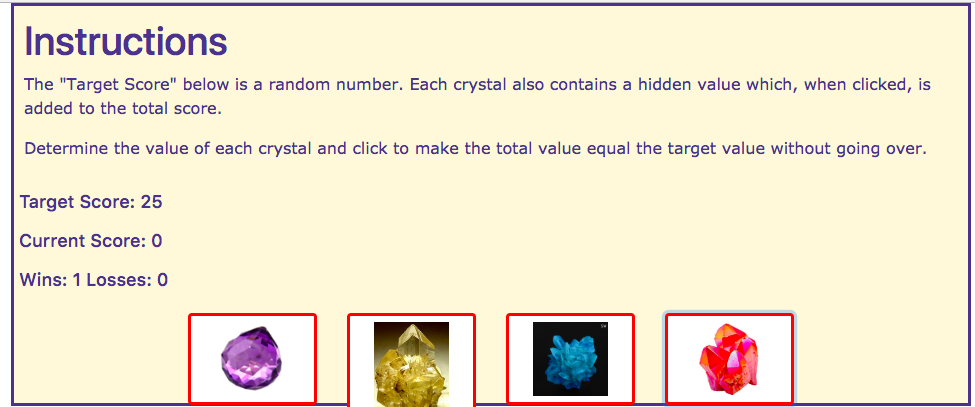 Instructions
The "Target Score" below is a random number. Each crystal also contains a hidden value which, when clicked, is
added to the total score.
Determine the value of each crystal and click to make the total value equal the target value without going over.
Target Score: 25
Current Score: 0
Wins: 1 Losses: 0